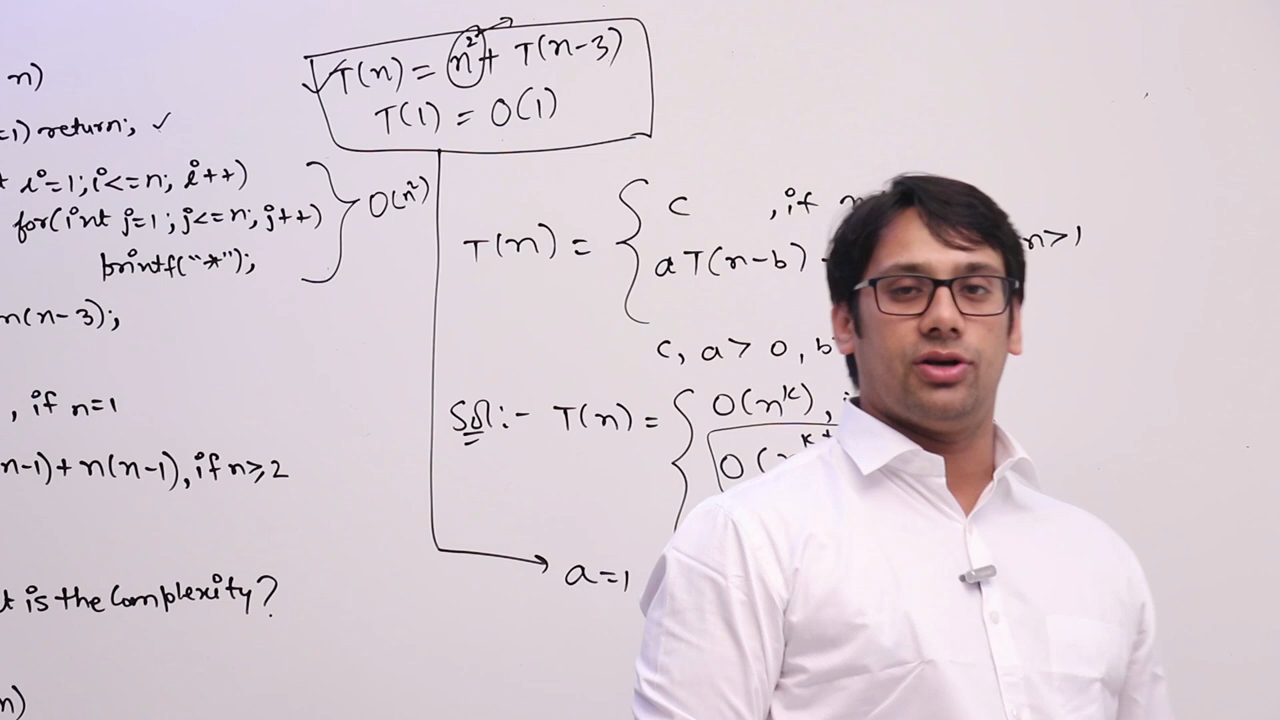 n)
=1) return; ✓
t i=1; i<=n; i++)
for(int j=1; j<=n; j++)
printf("*");
O(n²)
n(n-3);
, if n=1
n-1)+n(n-1), if n≥2
t is the Complexity?
n)
T(n) = n² + T(n-3)
T(1) = O(1)
T(n) = { c , if n
aT(n-b) n>1
c, a > 0, b
Sol:- T(n) = { O(nᵏ),
O(
a=1